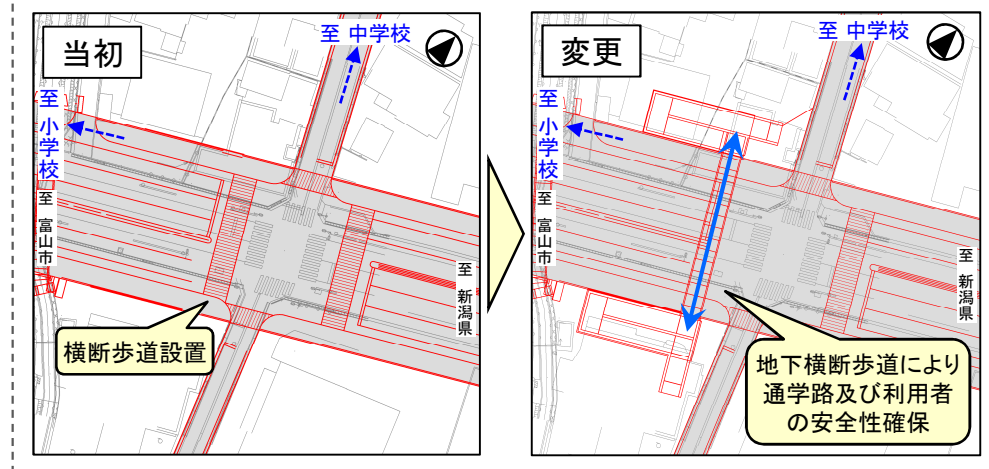 当初
至 中学校
至 小学校
至 富山市
至 新潟県
横断歩道設置
変更
至 中学校
至 小学校
至 富山市
至 新潟県
地下横断歩道により
通学路及び利用者
の安全性確保